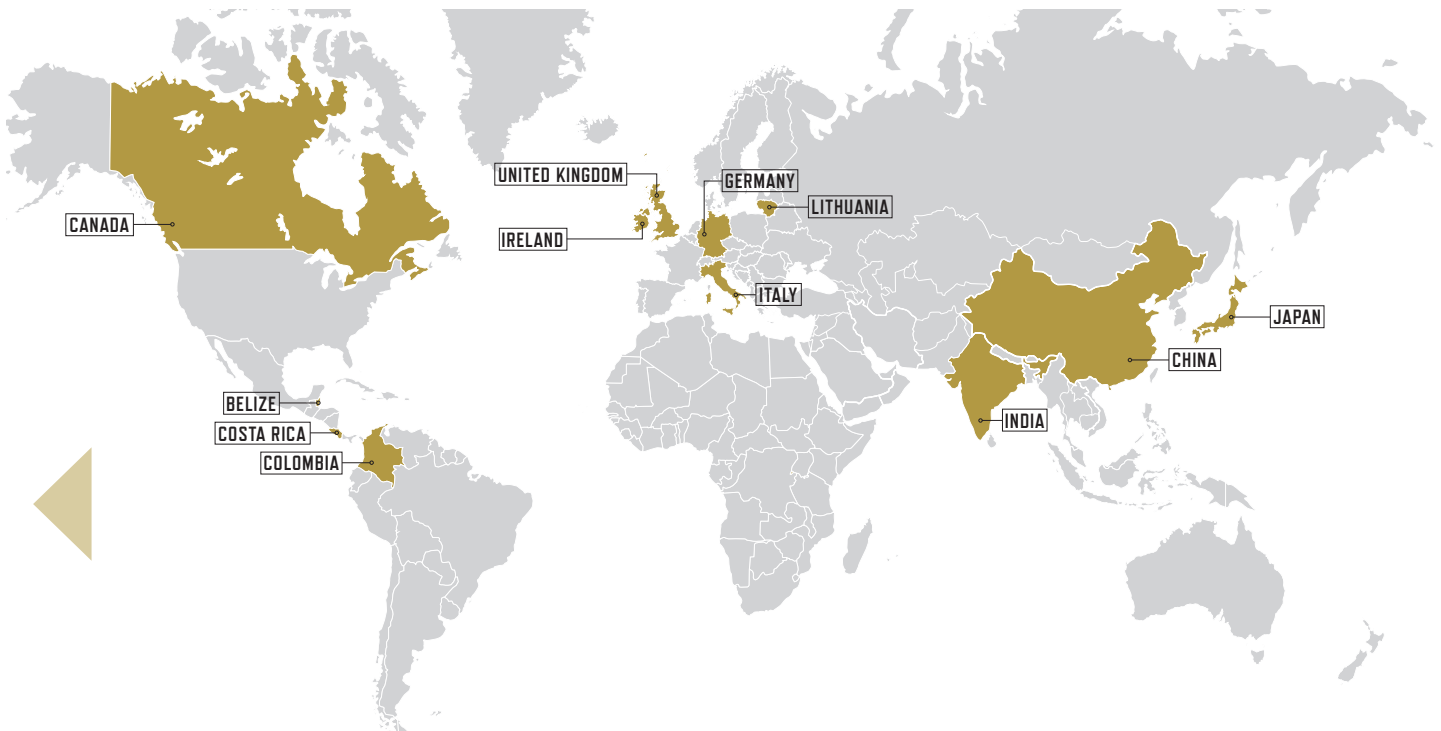 UNITED KINGDOM
GERMANY
LITHUANIA
CANADA
IRELAND
ITALY
JAPAN
CHINA
BELIZE
INDIA
COSTA RICA
COLOMBIA